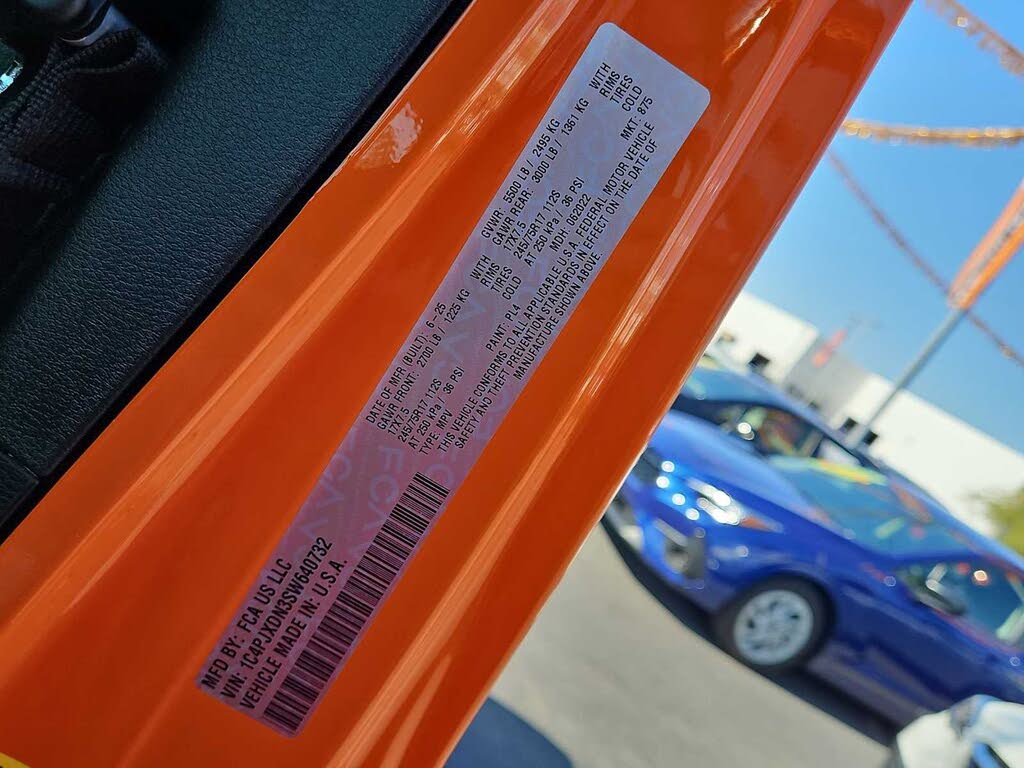 MFD BY: FCA US LLC
VIN: 1C4PJXDN3SW640732
VEHICLE MADE IN: U.S.A.
DATE OF MFR (BUILT): 6-25
GAWR FRONT: 2700 LB / 1225 KG WITH
17X7.5 RIMS
245/75R17 112S TIRES
AT 250 kPa / 36 PSI COLD
TYPE MPV PAINT: PL4
GVWR: 5500 LB / 2495 KG
GAWR REAR: 3000 LB / 1361 KG WITH
17X7.5 RIMS
245/75R17 112S TIRES
AT 250 kPa / 36 PSI COLD
MDH: 062022 MKT: 875
THIS VEHICLE CONFORMS TO ALL APPLICABLE U.S.A. FEDERAL MOTOR VEHICLE
SAFETY AND THEFT PREVENTION STANDARDS IN EFFECT ON THE DATE OF
MANUFACTURE SHOWN ABOVE.